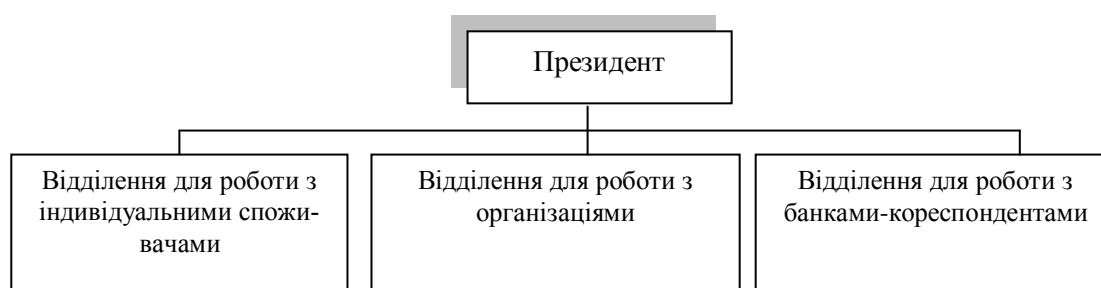 Президент
Відділення для роботи з
індивідуальними спожи-
вачами
Відділення для роботи з
організаціями
Відділення для роботи з
банками-кореспондентами